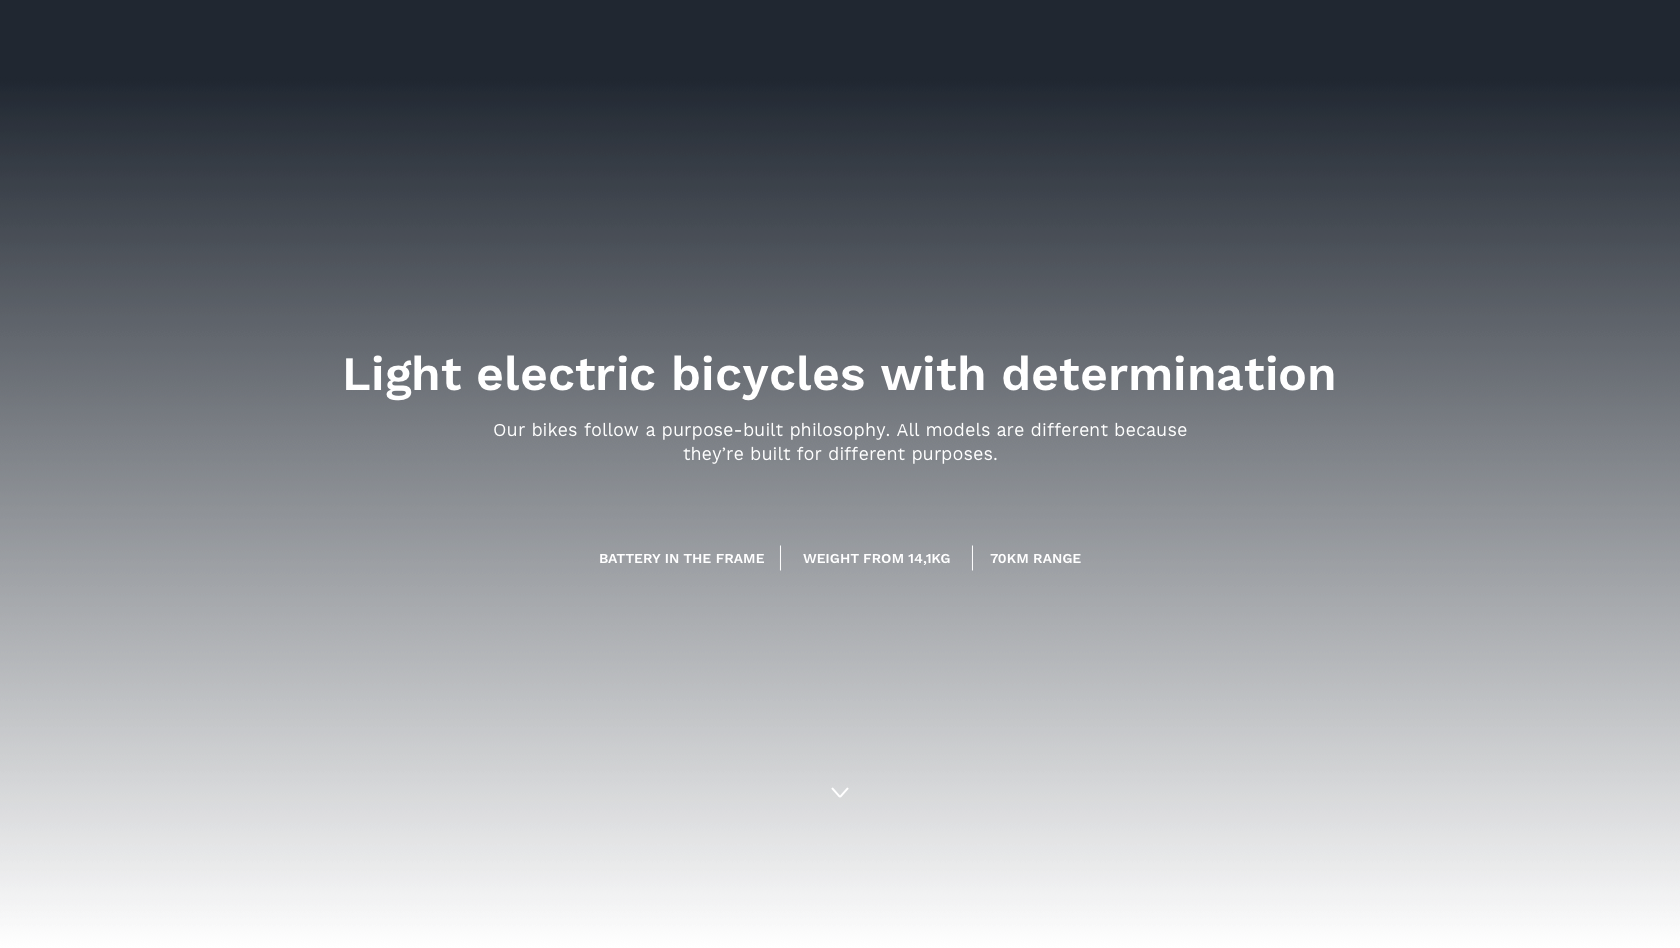 Light electric bicycles with determination
Our bikes follow a purpose-built philosophy. All models are different because
they're built for different purposes.
BATTERY IN THE FRAME
WEIGHT FROM 14,1KG
70KM RANGE